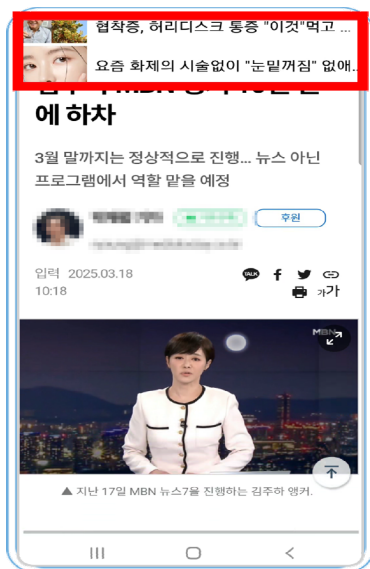 협착증, 허리디스크 통증 "이것"먹고 ...
요즘 화제의 시술없이 "눈밑꺼짐" 없애..
에 하차
3월 말까지는 정상적으로 진행... 뉴스 아닌
프로그램에서 역할 맡을 예정
후원
입력 2025.03.18
10:18
TALK
가가
MBN
▲ 지난 17일 MBN 뉴스7을 진행하는 김주하 앵커.